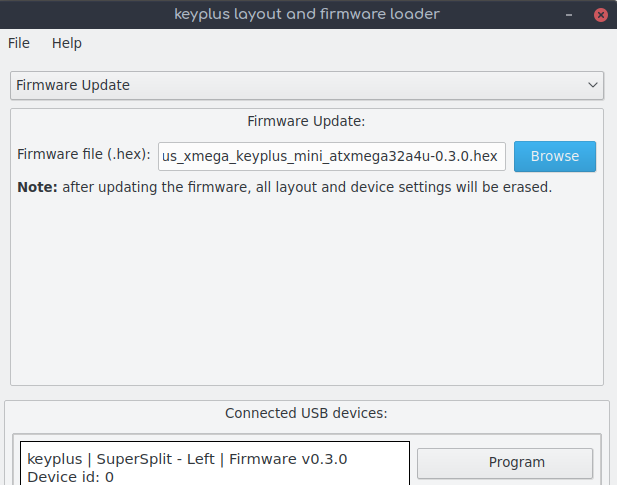 keyplus layout and firmware loader
File Help
Firmware Update
Firmware Update:
Firmware file (.hex): us_xmega_keyplus_mini_atxmega32a4u-0.3.0.hex Browse
Note: after updating the firmware, all layout and device settings will be erased.
Connected USB devices:
keyplus | SuperSplit - Left | Firmware v0.3.0
Device id: 0
Program